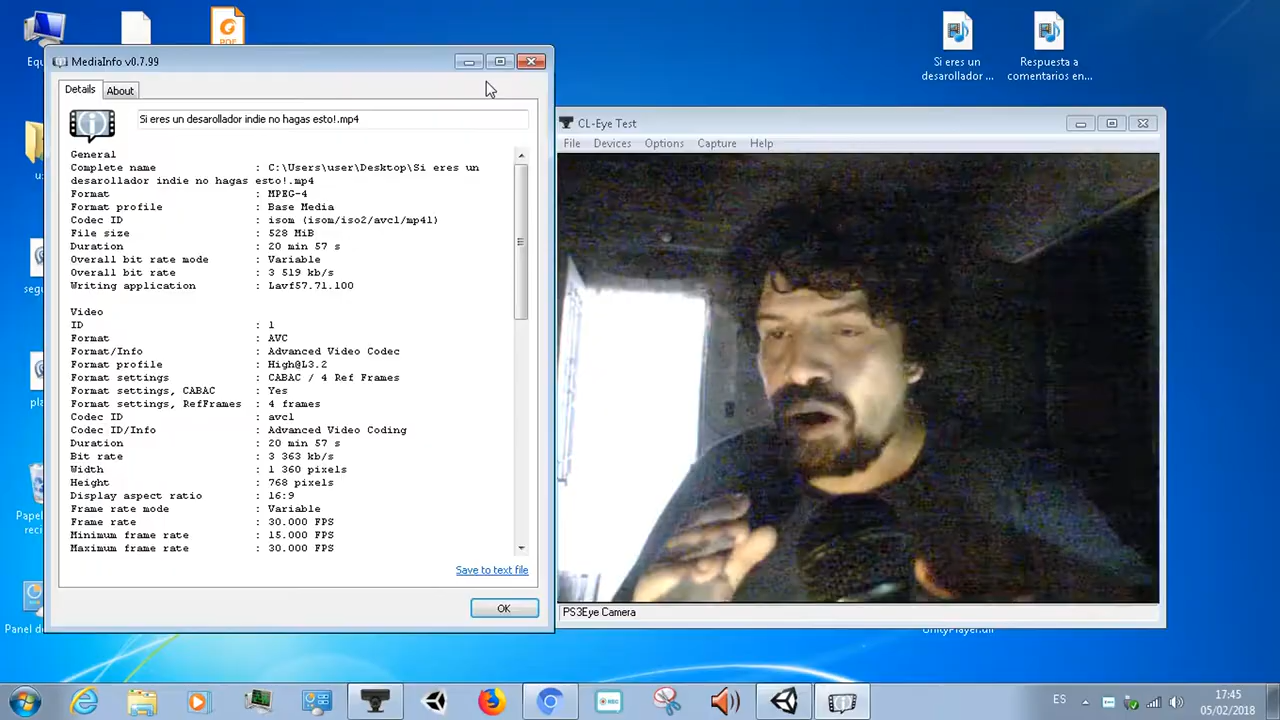 Equ
PDF
Si eres un
desarollador ...
Respuesta a
comentarios en...
MediaInfo v0.7.99
Details
About
Si eres un desarollador indie no hagas esto!.mp4
General
Complete name : C:\Users\user\Desktop\Si eres un
desarollador indie no hagas esto!.mp4
Format : MPEG-4
Format profile : Base Media
Codec ID : isom (isom/iso2/avc1/mp41)
File size : 528 MiB
Duration : 20 min 57 s
Overall bit rate mode : Variable
Overall bit rate : 3 519 kb/s
Writing application : Lavf57.71.100
Video
ID : 1
Format : AVC
Format/Info : Advanced Video Codec
Format profile : High@L3.2
Format settings : CABAC / 4 Ref Frames
Format settings, CABAC : Yes
Format settings, RefFrames : 4 frames
Codec ID : avc1
Codec ID/Info : Advanced Video Coding
Duration : 20 min 57 s
Bit rate : 3 363 kb/s
Width : 1 360 pixels
Height : 768 pixels
Display aspect ratio : 16:9
Frame rate mode : Variable
Frame rate : 30.000 FPS
Minimum frame rate : 15.000 FPS
Maximum frame rate : 30.000 FPS
Save to text file
OK
CL-Eye Test
File Devices Options Capture Help
PS3Eye Camera
UnityPlayer.dll
u
segu
pla
Papel
reci
Panel d
ES
17:45
05/02/2018